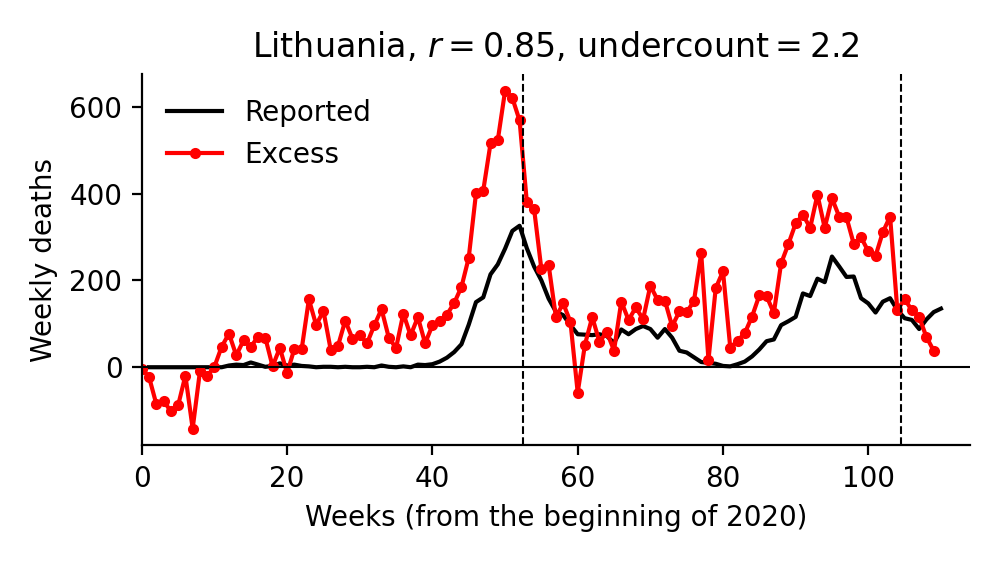 Lithuania, r = 0.85, undercount = 2.2
Reported
Excess
Weekly deaths
600
400
200
0
0 20 40 60 80 100
Weeks (from the beginning of 2020)